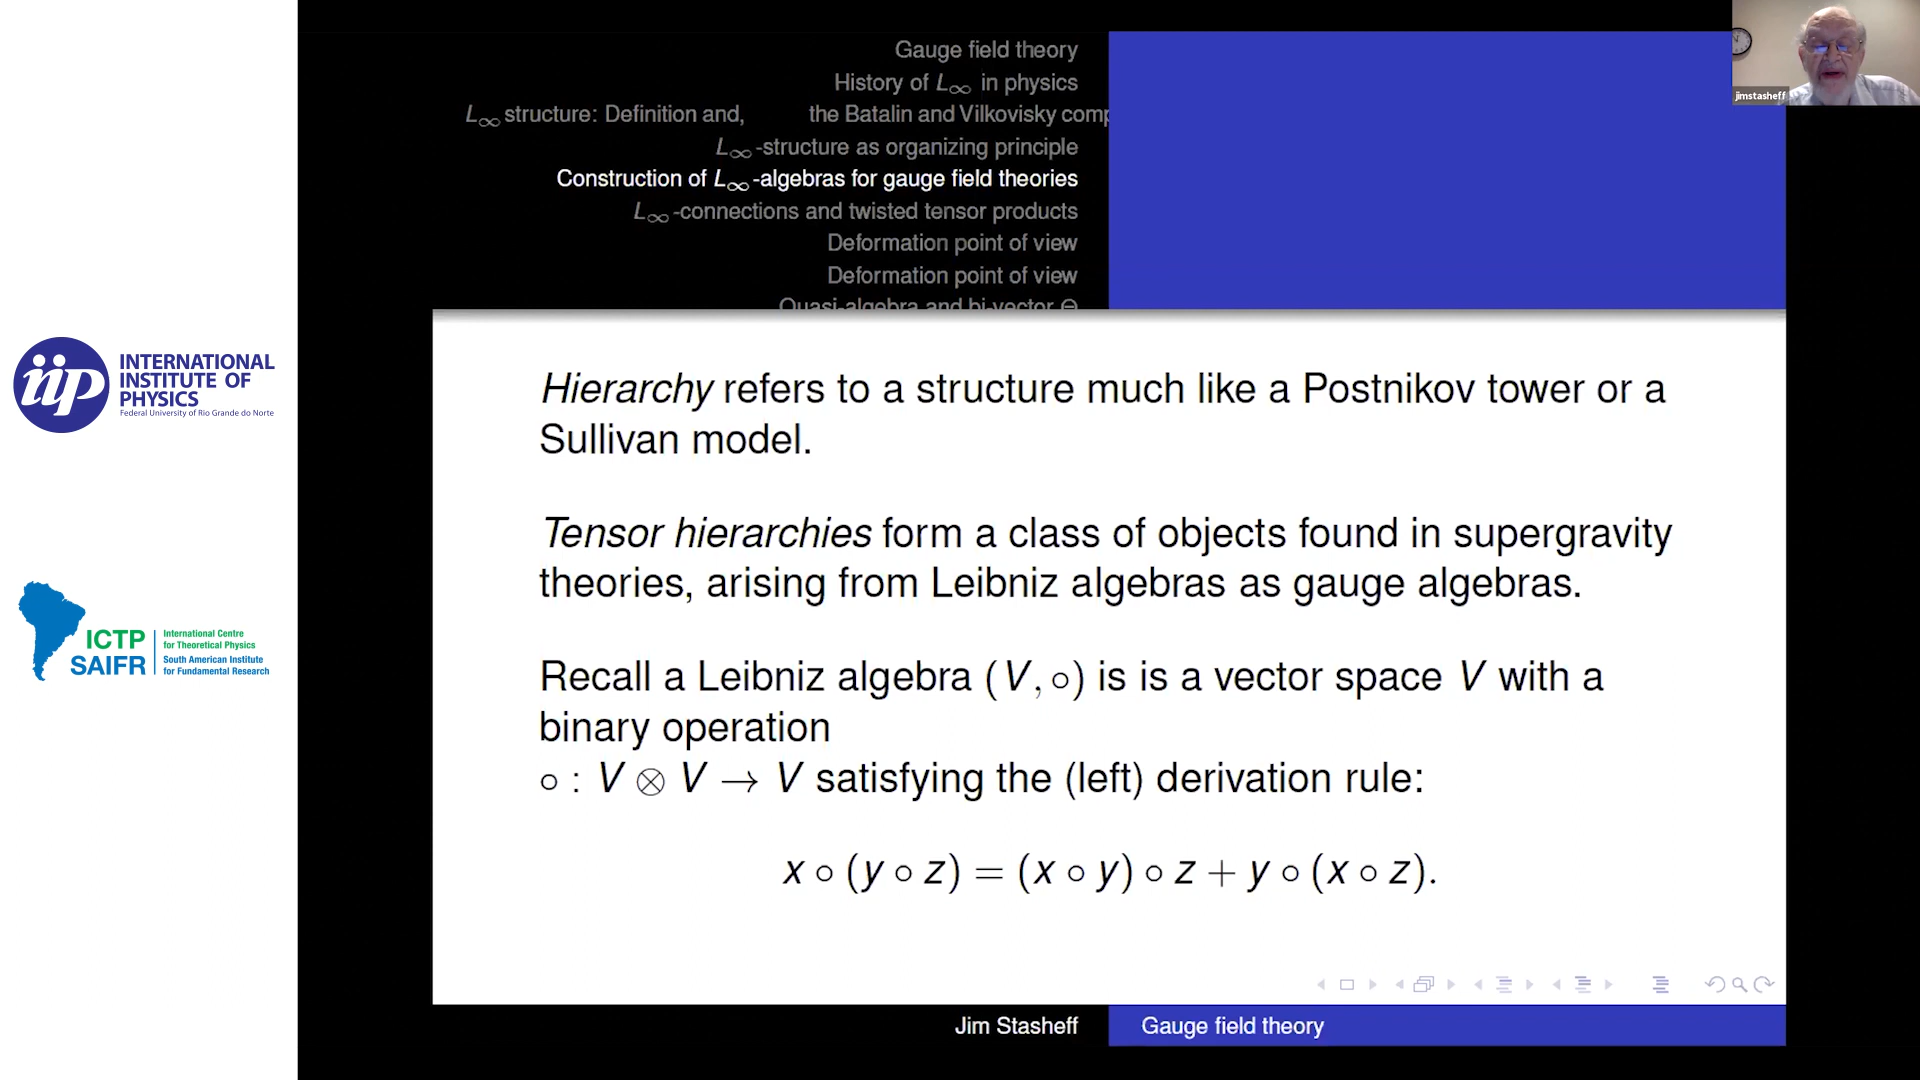 Gauge field theory
History of L∞ in physics
L∞ structure: Definition and, the Batalin and Vilkovisky comp
L∞ -structure as organizing principle
Construction of L∞ -algebras for gauge field theories
L∞ -connections and twisted tensor products
Deformation point of view
Deformation point of view
Quasi-algebra and bi-vector Θ
jimstasheff
INTERNATIONAL
INSTITUTE OF
PHYSICS
Federal University of Rio Grande do Norte
iip
ICTP
SAIFR
International Centre
for Theoretical Physics
South American Institute
for Fundamental Research
Hierarchy refers to a structure much like a Postnikov tower or a
Sullivan model.
Tensor hierarchies form a class of objects found in supergravity
theories, arising from Leibniz algebras as gauge algebras.
Recall a Leibniz algebra (V, ∘) is is a vector space V with a
binary operation
∘ : V ⊗ V → V satisfying the (left) derivation rule:
x ∘ (y ∘ z) = (x ∘ y) ∘ z + y ∘ (x ∘ z).
Jim Stasheff
Gauge field theory